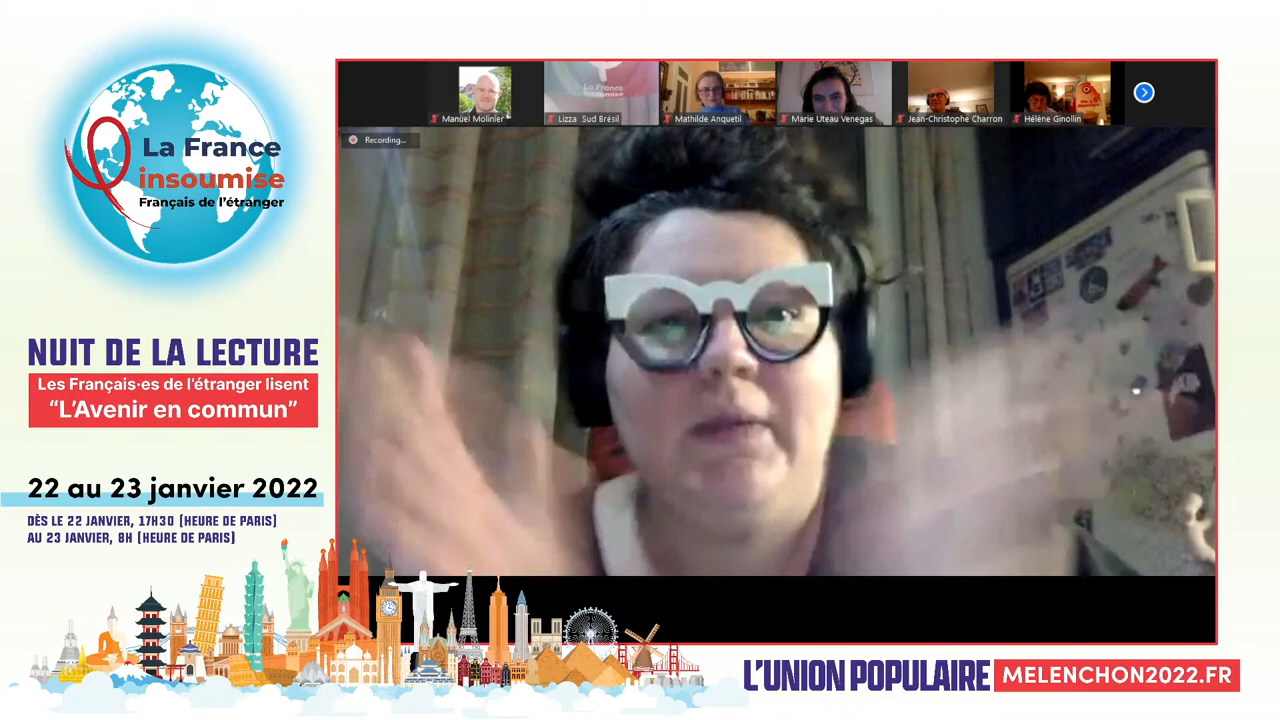 La France
insoumise
Français de l'étranger
NUIT DE LA LECTURE
Les Français·es de l'étranger lisent
"L'Avenir en commun"
22 au 23 janvier 2022
DÈS LE 22 JANVIER, 17H30 (HEURE DE PARIS)
AU 23 JANVIER, 8H (HEURE DE PARIS)
La France
insoumise
Manuel Molinier
Lizza Sud Brésil
Mathilde Anquetil
Marie Uteau Venegas
Jean-Christophe Charron
Hélène Ginollin
Recording...
L'UNION POPULAIRE
MELENCHON2022.FR